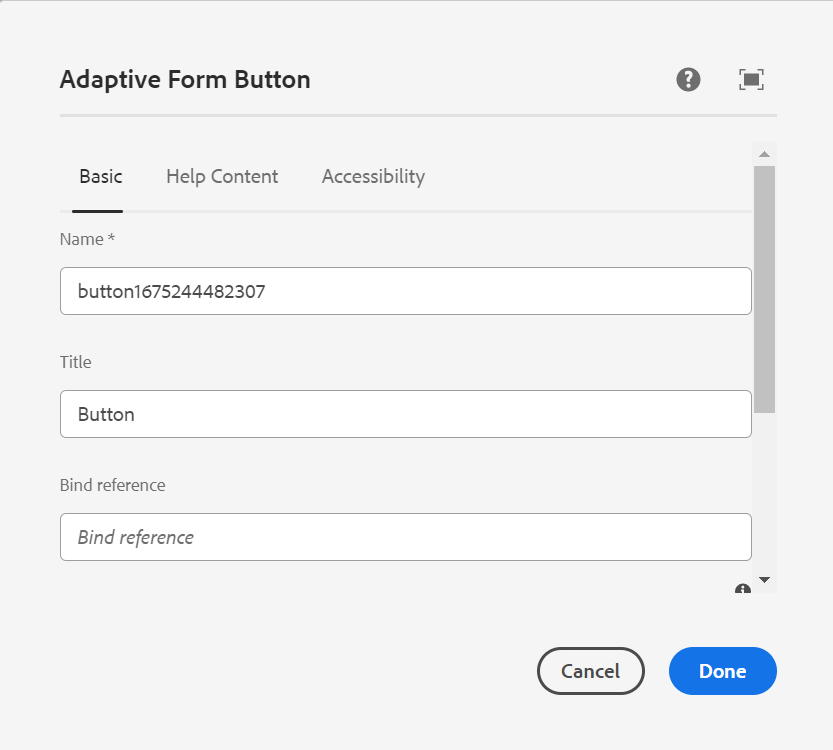 Adaptive Form Button
Basic Help Content Accessibility
Name *
button1675244482307
Title
Button
Bind reference
Bind reference
Cancel Done